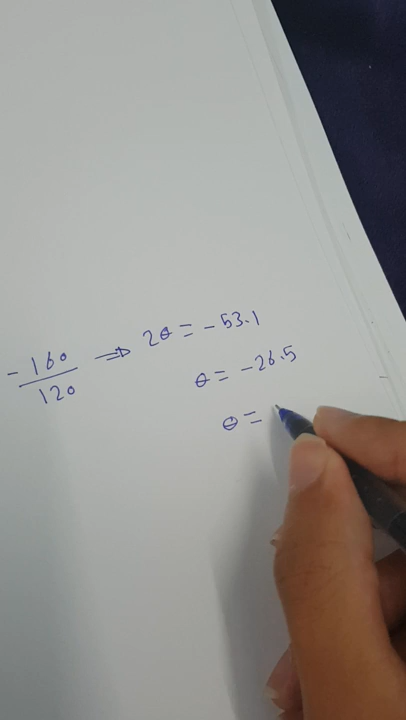 -160/120 ⇒ 2θ = -53.1
θ = -26.5
θ =